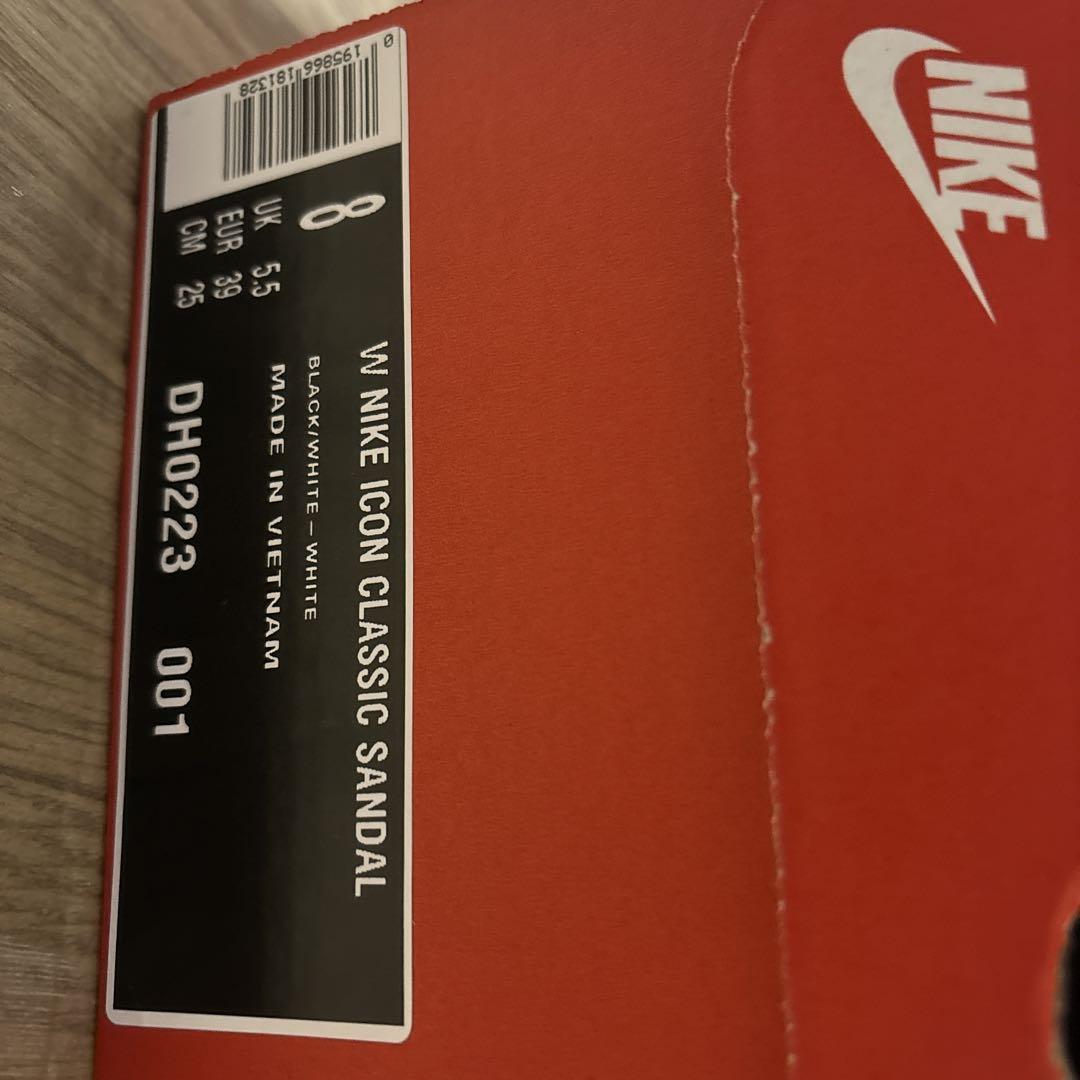 NIKE
W NIKE ICON CLASSIC SANDAL
BLACK/WHITE – WHITE
MADE IN VIETNAM
DH0223 001
8
UK 5.5
EUR 39
CM 25
0 195866 181328